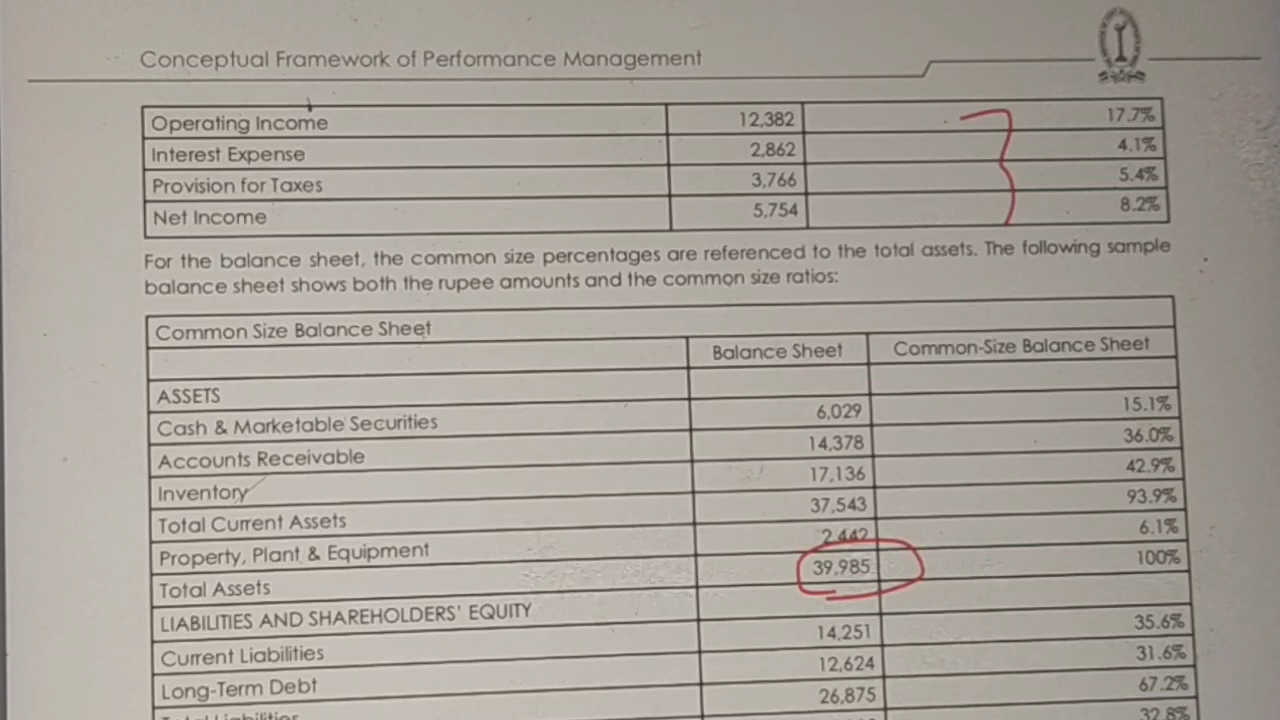 Conceptual Framework of Performance Management
Operating Income 12,382 17.7%
Interest Expense 2,862 4.1%
Provision for Taxes 3,766 5.4%
Net Income 5,754 8.2%
For the balance sheet, the common size percentages are referenced to the total assets. The following sample
balance sheet shows both the rupee amounts and the common size ratios:
Common Size Balance Sheet
Balance Sheet Common-Size Balance Sheet
ASSETS
Cash & Marketable Securities 6,029 15.1%
Accounts Receivable 14,378 36.0%
Inventory 17,136 42.9%
Total Current Assets 37,543 93.9%
Property, Plant & Equipment 2,442 6.1%
Total Assets 39,985 100%
LIABILITIES AND SHAREHOLDERS' EQUITY
Current Liabilities 14,251 35.6%
Long-Term Debt 12,624 31.6%
Total Liabilities 26,875 67.2%
32.8%